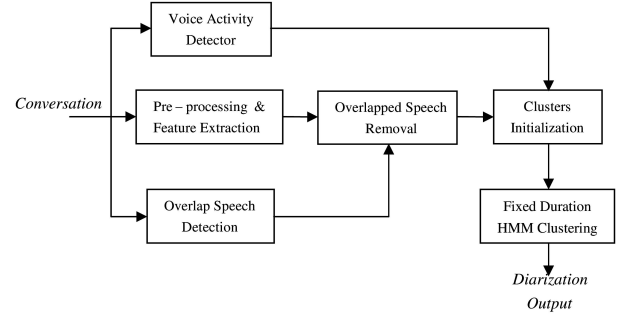 Voice Activity
Detector
Conversation
Pre – processing &
Feature Extraction
Overlapped Speech
Removal
Clusters
Initialization
Overlap Speech
Detection
Fixed Duration
HMM Clustering
Diarization
Output